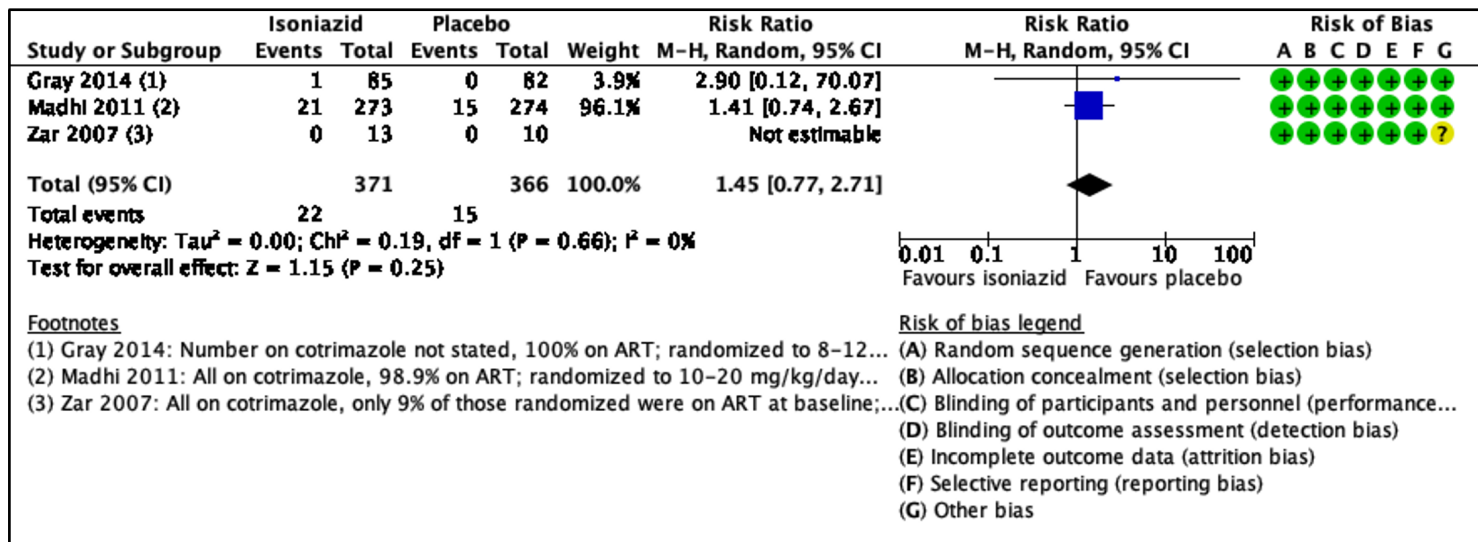 Isoniazid Placebo Risk Ratio Risk Ratio Risk of Bias
Study or Subgroup Events Total Events Total Weight M-H, Random, 95% CI M-H, Random, 95% CI A B C D E F G
Gray 2014 (1) 1 85 0 82 3.9% 2.90 [0.12, 70.07] + + + + + + +
Madhi 2011 (2) 21 273 15 274 96.1% 1.41 [0.74, 2.67] + + + + + + +
Zar 2007 (3) 0 13 0 10 Not estimable + + + + + + ?
Total (95% CI) 371 366 100.0% 1.45 [0.77, 2.71]
Total events 22 15
Heterogeneity: Tau² = 0.00; Chi² = 0.19, df = 1 (P = 0.66); I² = 0%
Test for overall effect: Z = 1.15 (P = 0.25)
0.01 0.1 1 10 100
Favours isoniazid Favours placebo
Footnotes
(1) Gray 2014: Number on cotrimazole not stated, 100% on ART; randomized to 8-12...
(2) Madhi 2011: All on cotrimazole, 98.9% on ART; randomized to 10-20 mg/kg/day...
(3) Zar 2007: All on cotrimazole, only 9% of those randomized were on ART at baseline;...
Risk of bias legend
(A) Random sequence generation (selection bias)
(B) Allocation concealment (selection bias)
(C) Blinding of participants and personnel (performance...
(D) Blinding of outcome assessment (detection bias)
(E) Incomplete outcome data (attrition bias)
(F) Selective reporting (reporting bias)
(G) Other bias